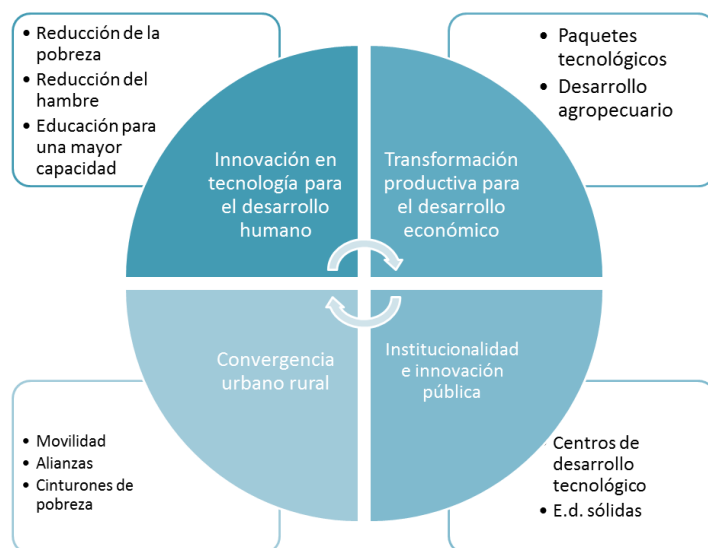 • Reducción de la
pobreza
• Reducción del
hambre
• Educación para
una mayor
capacidad
• Paquetes
tecnológicos
• Desarrollo
agropecuario
Innovación en
tecnología para
el desarrollo
humano
Transformación
productiva para
el desarrollo
económico
Convergencia
urbano rural
Institucionalidad
e innovación
pública
• Movilidad
• Alianzas
• Cinturones de
pobreza
Centros de
desarrollo
tecnológico
• E.d. sólidas